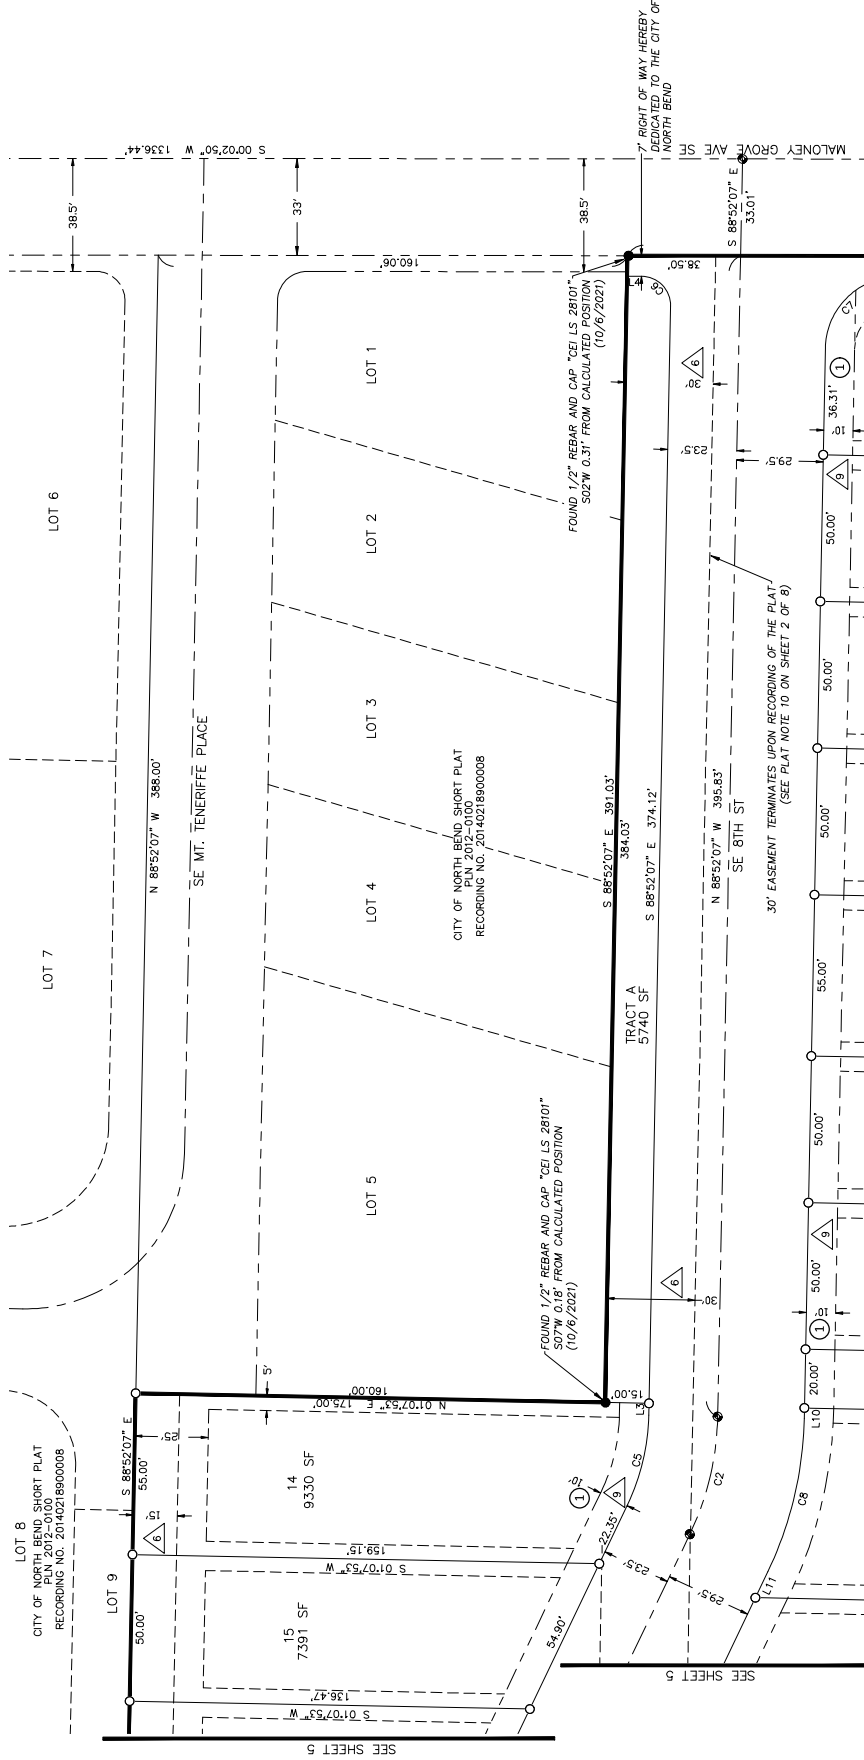 7' RIGHT OF WAY HEREBY
DEDICATED TO THE CITY OF
NORTH BEND
S 00°02'50" W 1336.44'
MALONEY GROVE AVE SE
38.5'
33'
38.5'
S 88°52'07" E
33.01'
160.06'
38.50'
L4
C6
C7
FOUND 1/2" REBAR AND CAP "CEI LS 28101"
S02°W 0.31' FROM CALCULATED POSITION
(10/6/2021)
LOT 1
LOT 2
LOT 3
LOT 4
LOT 5
LOT 6
LOT 7
N 88°52'07" W 388.00'
SE MT. TENERIFFE PLACE
CITY OF NORTH BEND SHORT PLAT
PLN 2012-0100
RECORDING NO. 20140218900008
S 88°52'07" E 391.03'
384.03'
S 88°52'07" E 374.12'
TRACT A
5740 SF
N 88°52'07" W 395.83'
SE 8TH ST
30' EASEMENT TERMINATES UPON RECORDING OF THE PLAT
(SEE PLAT NOTE 10 ON SHEET 2 OF 8)
6
30'
23.5'
29.5'
36.31'
10'
1
9
50.00'
50.00'
50.00'
55.00'
50.00'
50.00'
9
10'
1
20.00'
L10
C8
L11
6
30'
FOUND 1/2" REBAR AND CAP "CEI LS 28101"
S07°W 0.18' FROM CALCULATED POSITION
(10/6/2021)
5'
160.00'
N 01°07'53" E 175.00'
15.00'
L3
C5
C2
LOT 8
CITY OF NORTH BEND SHORT PLAT
PLN 2012-0100
RECORDING NO. 20140218900008
S 88°52'07" E
55.00'
25'
15'
6
LOT 9
50.00'
14
9330 SF
159.15'
S 01°07'53" W
15
7391 SF
136.47'
S 01°07'53" W
10'
1
9
22.35'
54.90'
23.5'
29.5'
SEE SHEET 5
SEE SHEET 5